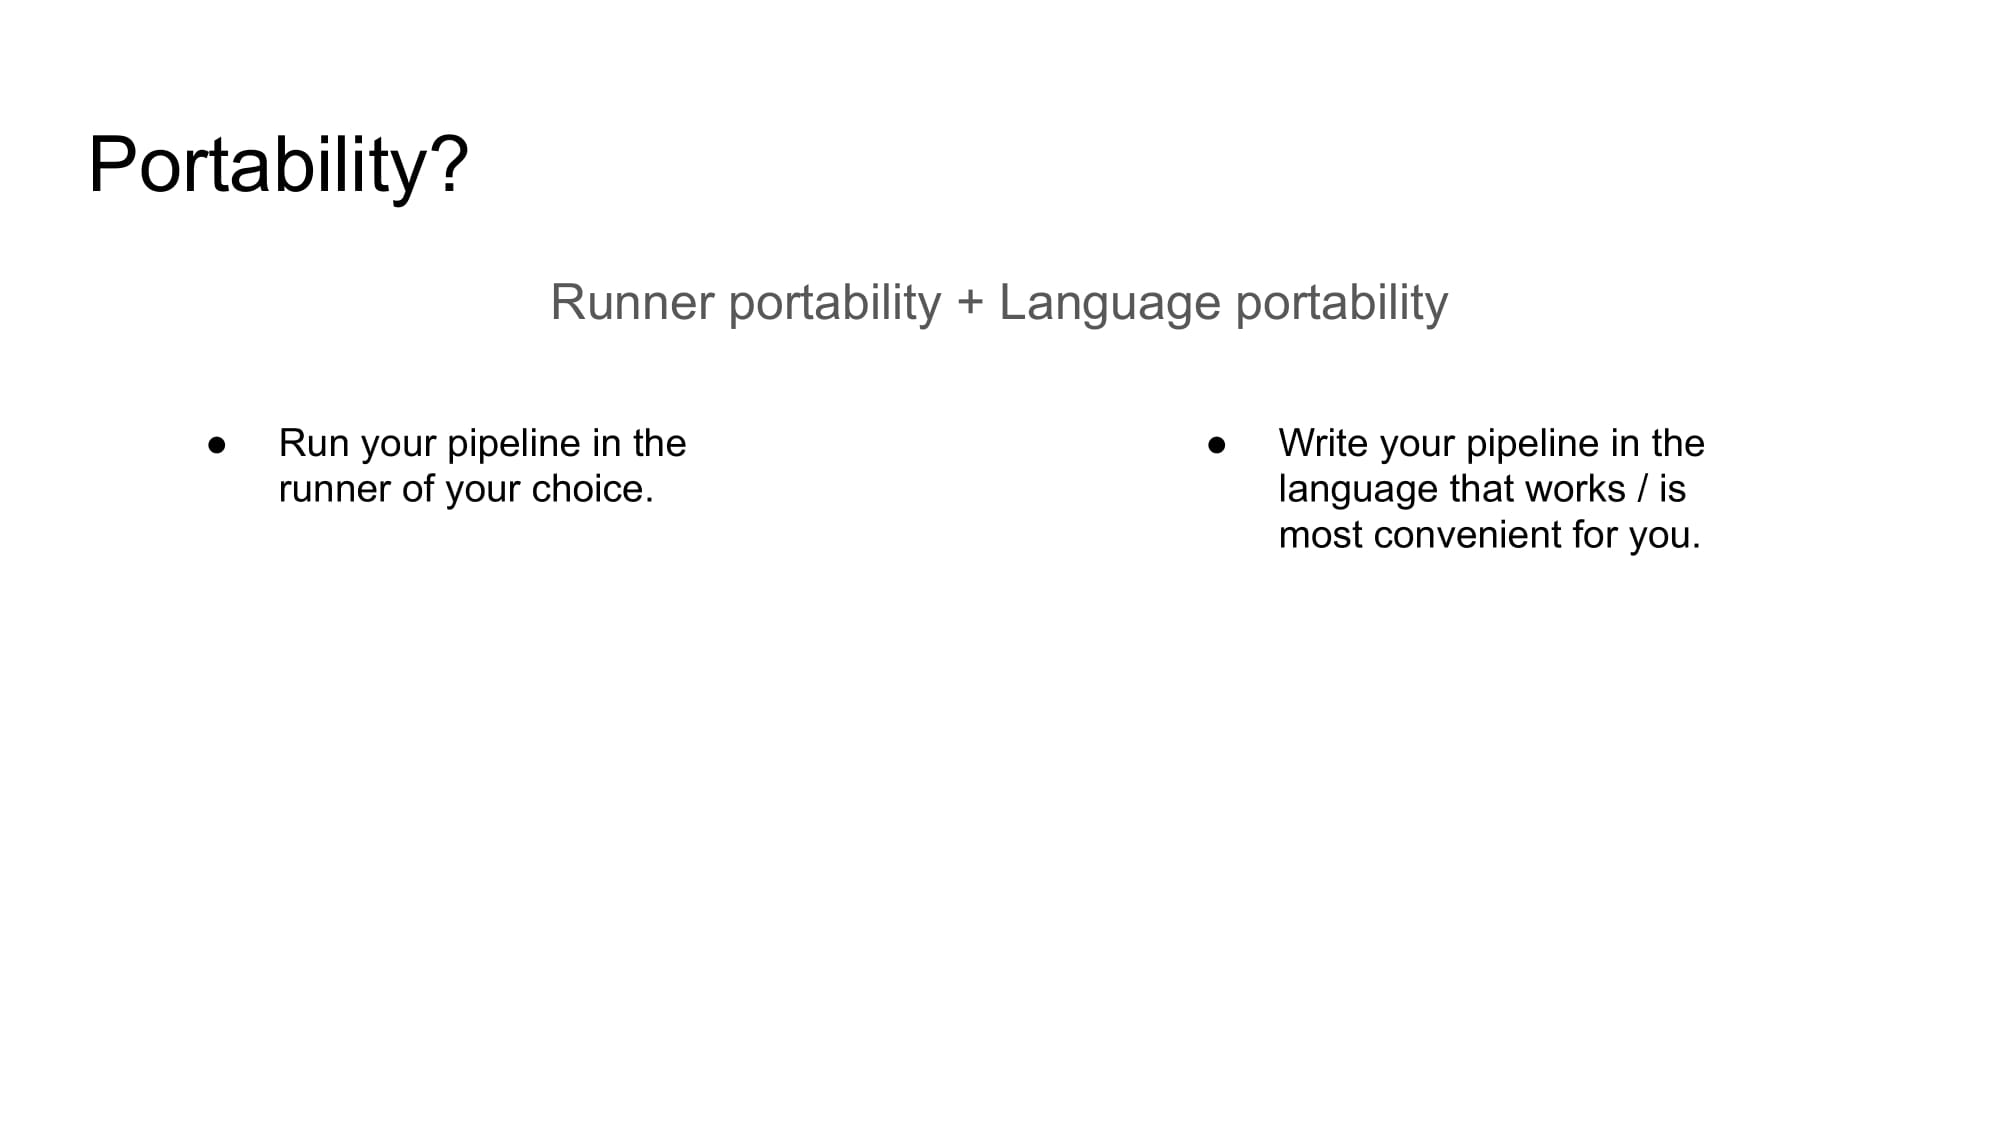 Portability?
Runner portability + Language portability
● Run your pipeline in the
runner of your choice.
● Write your pipeline in the
language that works / is
most convenient for you.